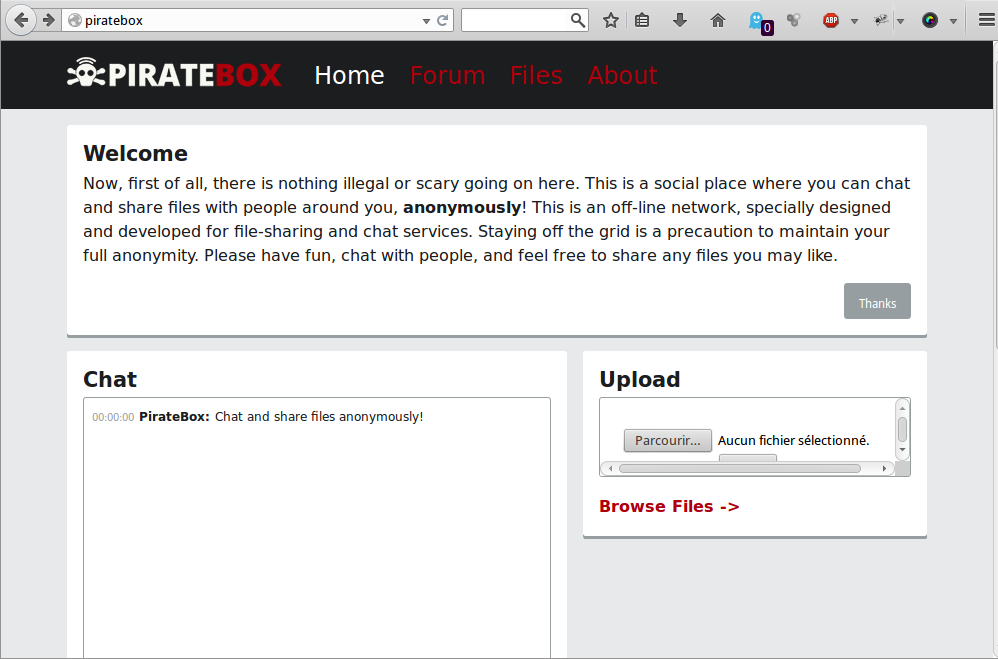 piratebox
0
ABP
PIRATEBOX Home Forum Files About
Welcome
Now, first of all, there is nothing illegal or scary going on here. This is a social place where you can chat
and share files with people around you, anonymously! This is an off-line network, specially designed
and developed for file-sharing and chat services. Staying off the grid is a precaution to maintain your
full anonymity. Please have fun, chat with people, and feel free to share any files you may like.
Thanks
Chat
00:00:00 PirateBox: Chat and share files anonymously!
Upload
Parcourir... Aucun fichier sélectionné.
Browse Files ->